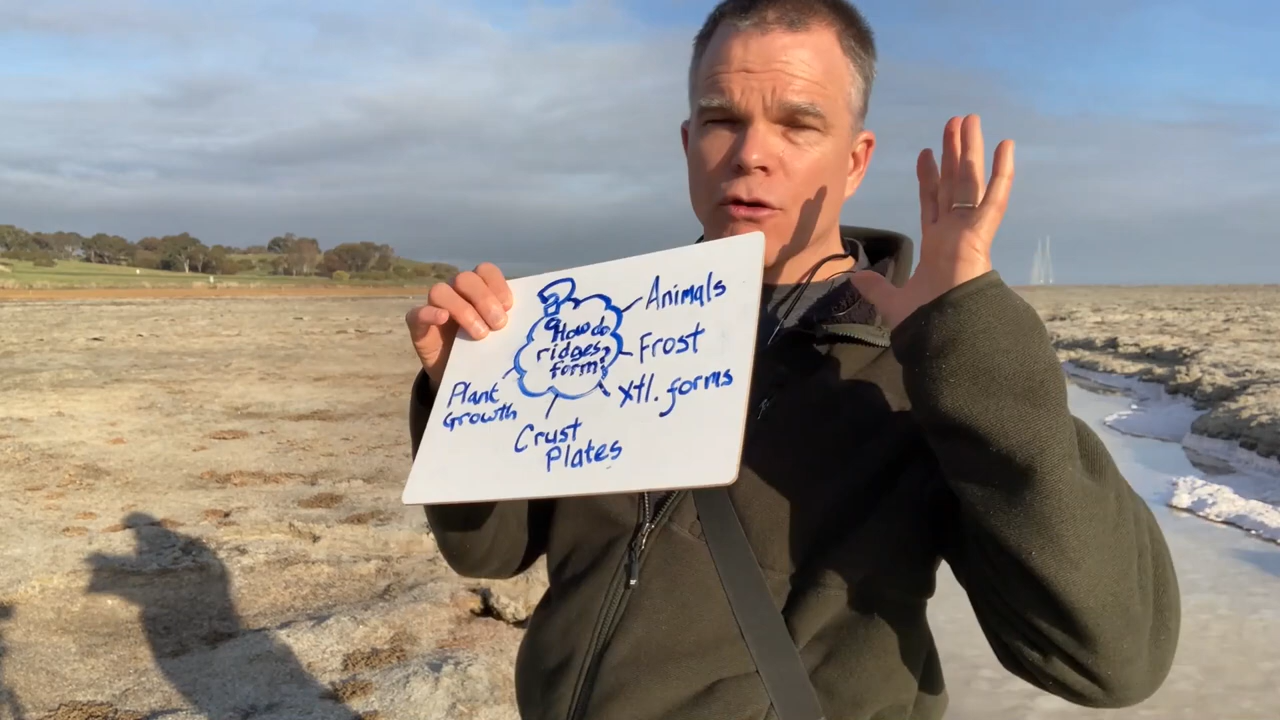 How do
ridges
form?
Animals
Frost
xtl. forms
Crust
Plates
Plant
Growth